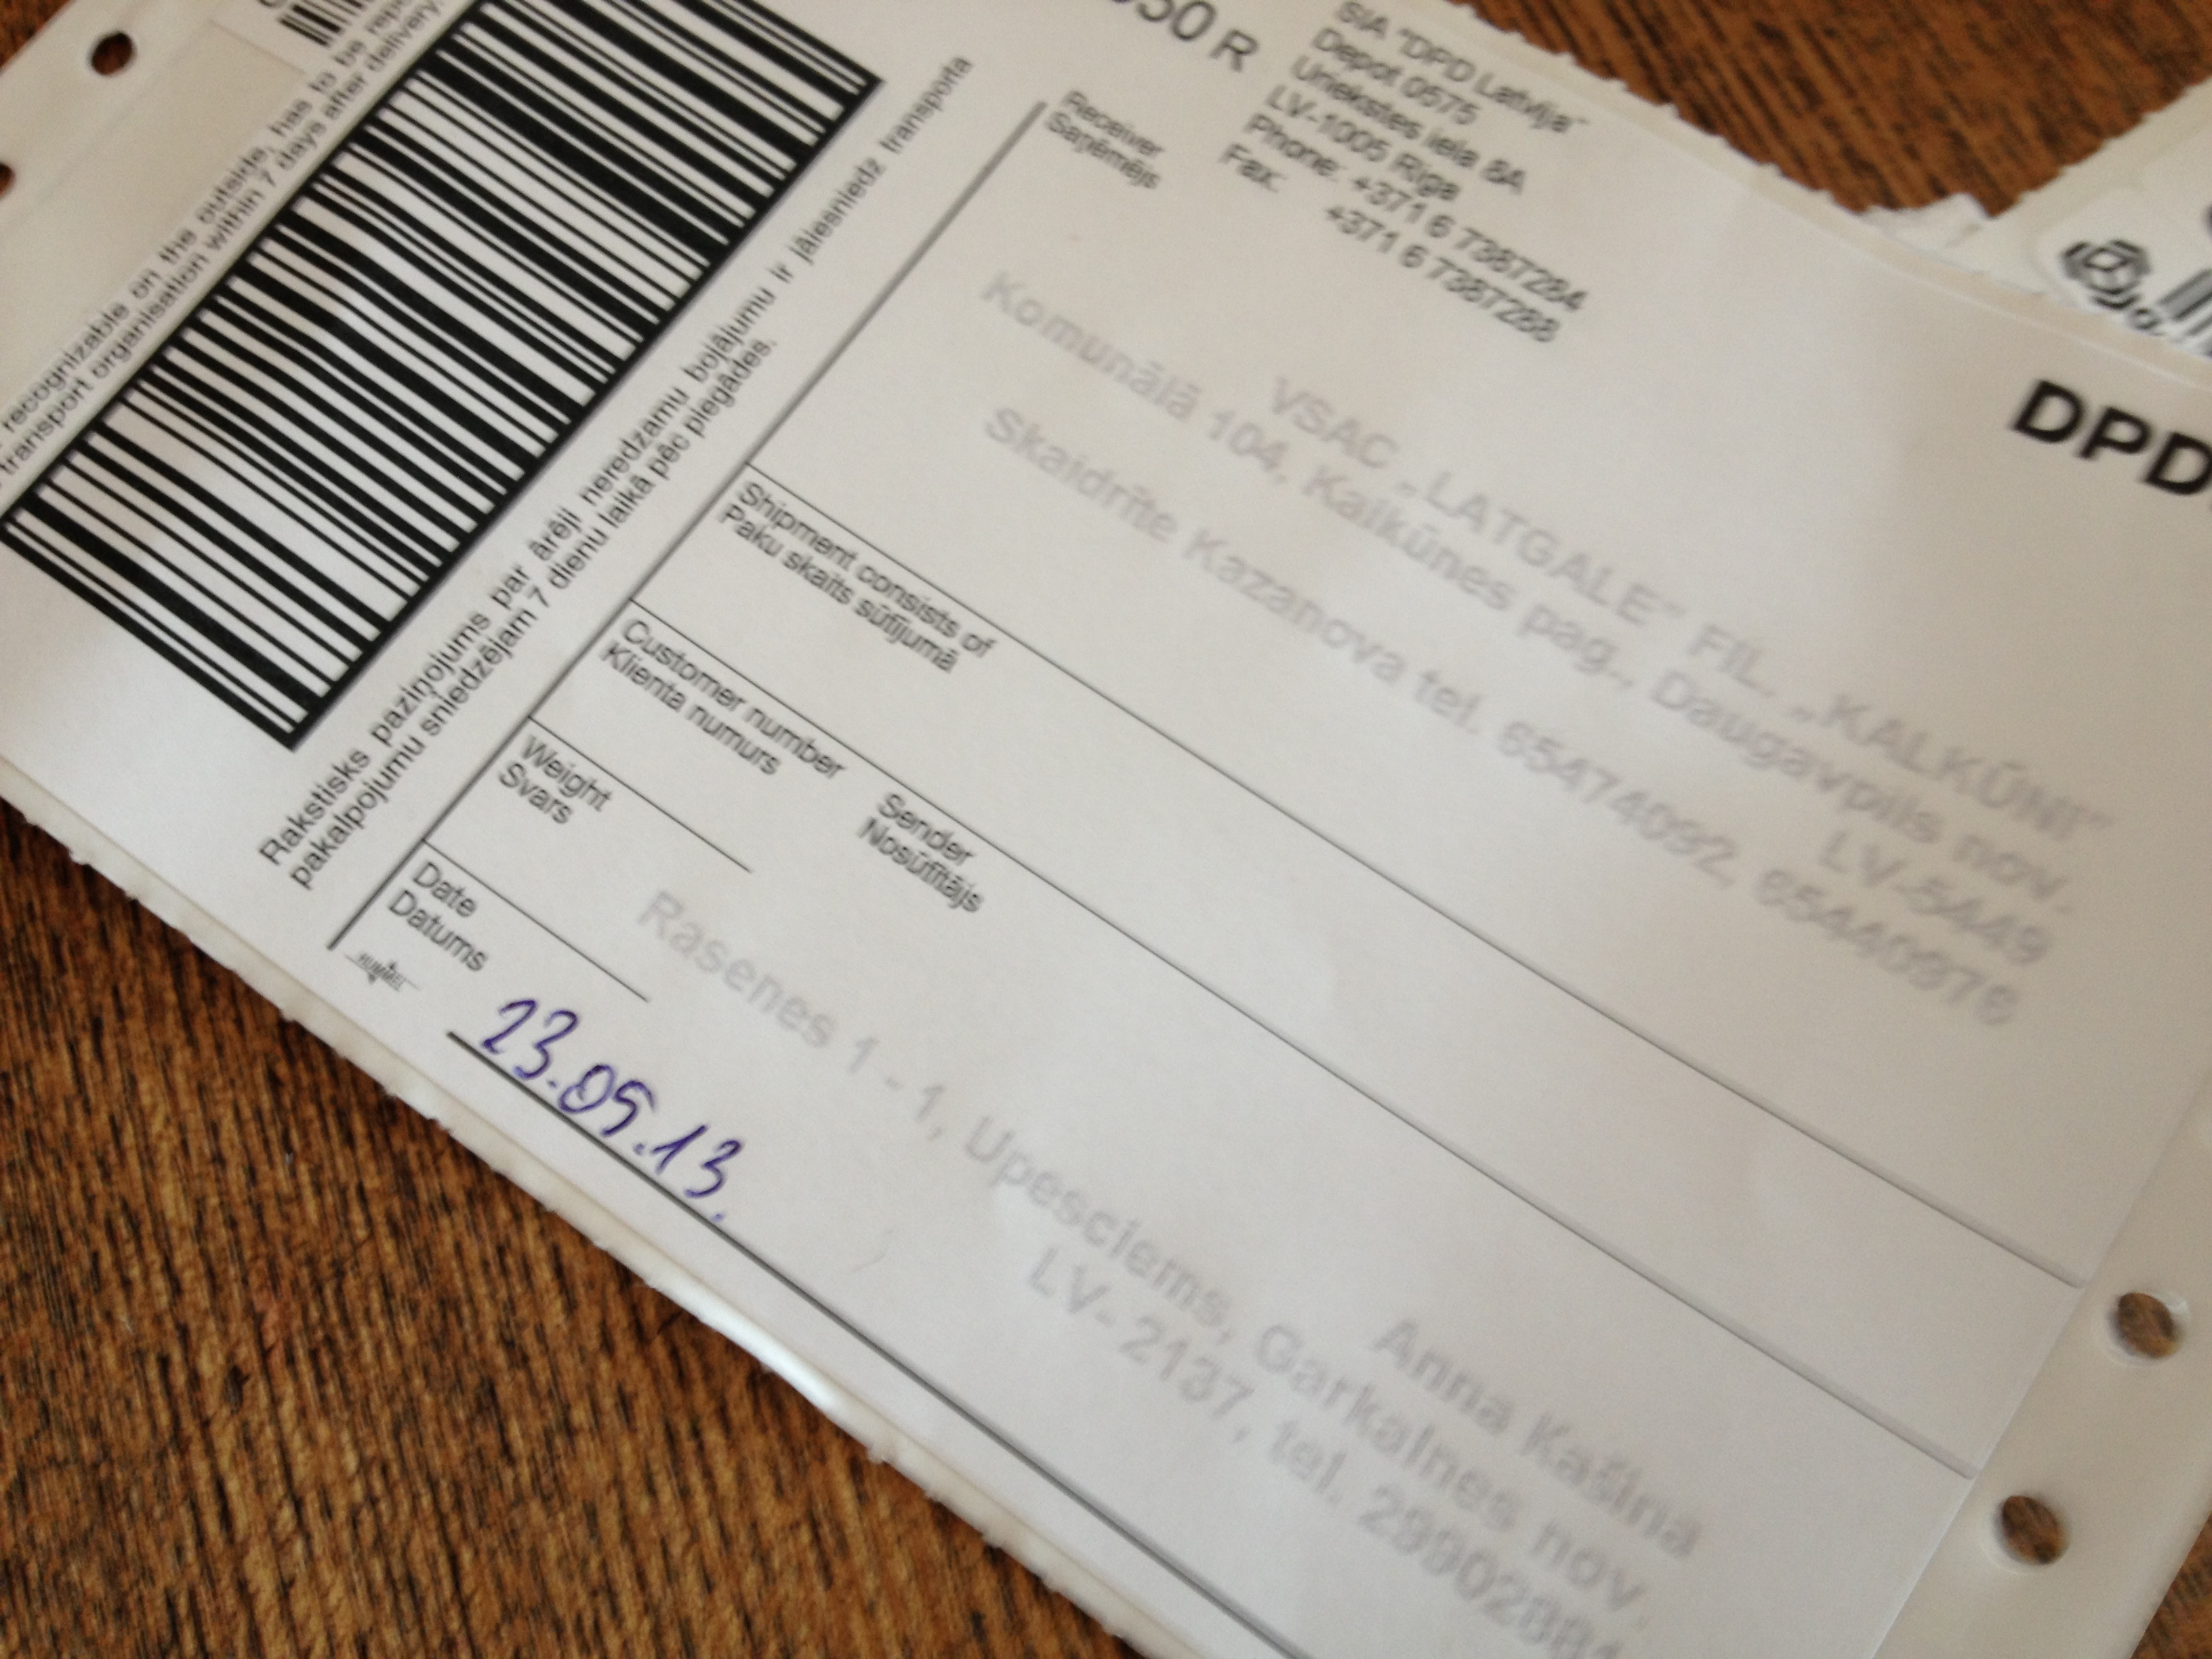 recognizable on the outside, has to be
transport organisation within 7 days after delivery.
Rakstisks paziņojums par ārēji neredzamu bojājumu ir jāiesniedz transporta
pakalpojumu sniedzējam 7 dienu laikā pēc piegādes.
50 R
SIA "DPD Latvija"
Depot 0575
Uriekstes iela 8A
LV-1005 Rīga
Phone: +371 6 7387284
Fax: +371 6 7387288
DPD
Receiver
Saņēmējs
VSAC „LATGALE" FIL. „KALKŪNI"
Komunālā 104, Kalkūnes pag., Daugavpils nov.
LV-5449
Skaidrīte Kazanova tel. 65474092, 65440976
Shipment consists of
Paku skaits sūtījumā
Customer number
Klienta numurs
Sender
Nosūtītājs
Weight
Svars
Anna Kašina
Rasenes 1 - 1, Upesciems, Garkalnes nov.
LV- 2137, tel.
Date
Datums
23.09.13.